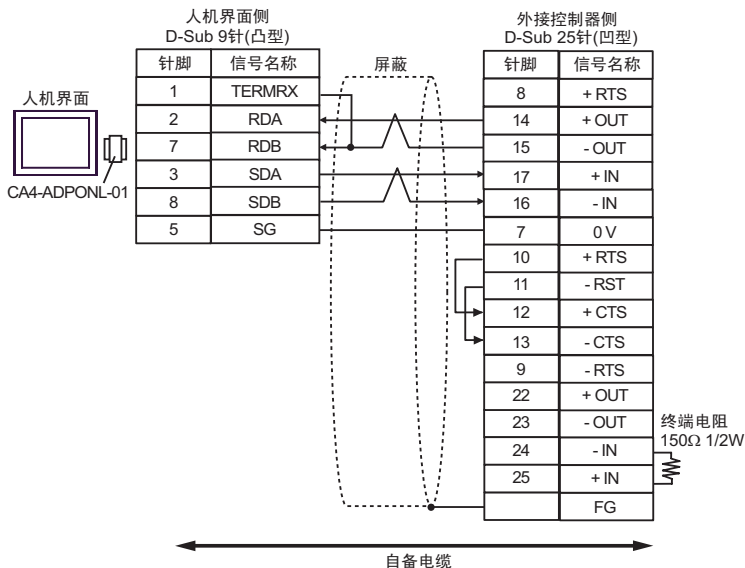 人机界面侧
D-Sub 9针(凸型)
外接控制器侧
D-Sub 25针(凹型)
人机界面
CA4-ADPONL-01
针脚 信号名称
1 TERMRX
2 RDA
7 RDB
3 SDA
8 SDB
5 SG
屏蔽
针脚 信号名称
8 + RTS
14 + OUT
15 - OUT
17 + IN
16 - IN
7 0 V
10 + RTS
11 - RST
12 + CTS
13 - CTS
9 - RTS
22 + OUT
23 - OUT
24 - IN
25 + IN
FG
终端电阻
150Ω 1/2W
自备电缆